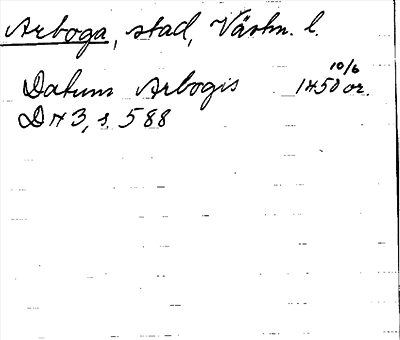 Arboga, stad, Västm. l.
Datum Arbogis 10/6 1450 or.
DN 3, s. 588